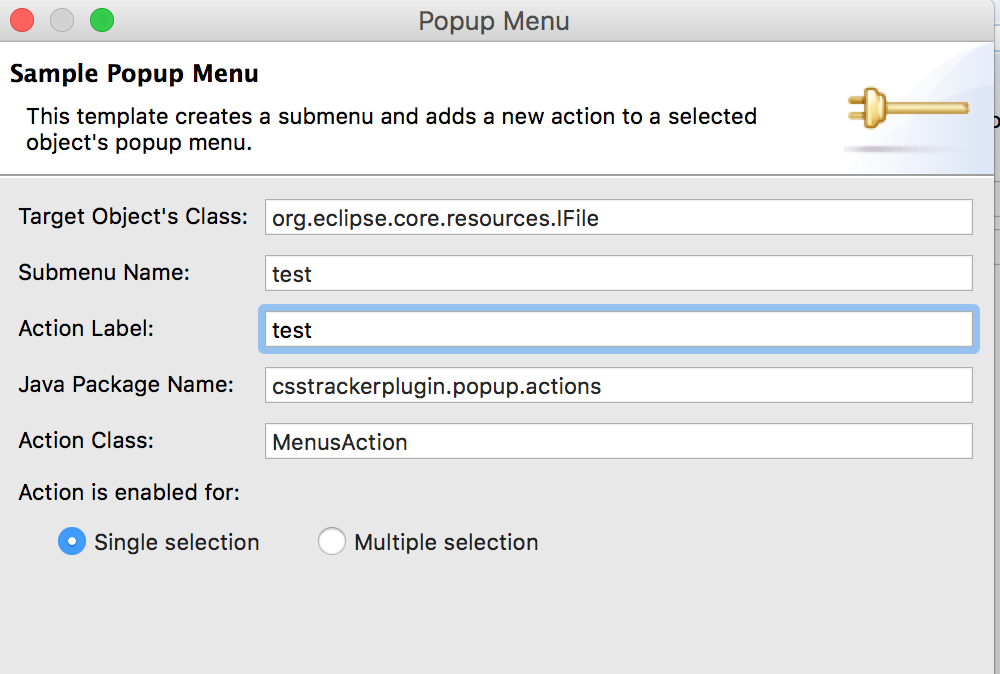 Popup Menu
Sample Popup Menu
This template creates a submenu and adds a new action to a selected
object's popup menu.
Target Object's Class: org.eclipse.core.resources.IFile
Submenu Name: test
Action Label: test
Java Package Name: csstrackerplugin.popup.actions
Action Class: MenusAction
Action is enabled for:
Single selection Multiple selection